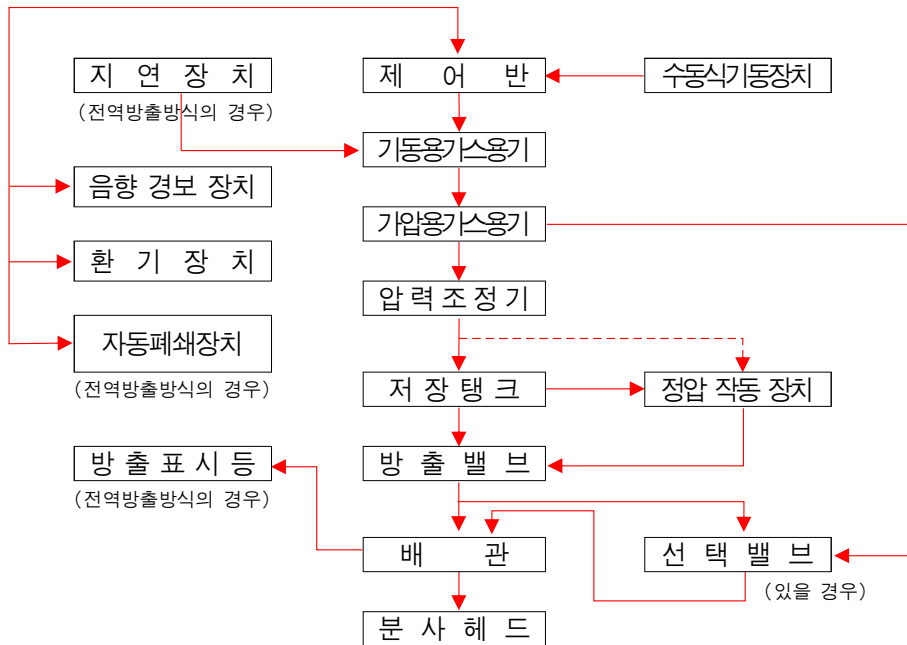 지 연 장 치
제 어 반
수동식기동장치
(전역방출방식의 경우)
기동용가스용기
음향 경보 장치
가압용가스용기
환 기 장 치
압 력 조 정 기
자동폐쇄장치
(전역방출방식의 경우)
저 장 탱 크
정압 작동 장치
방 출 표 시 등
방 출 밸 브
(전역방출방식의 경우)
배 관
선 택 밸 브
(있을 경우)
분 사 헤 드